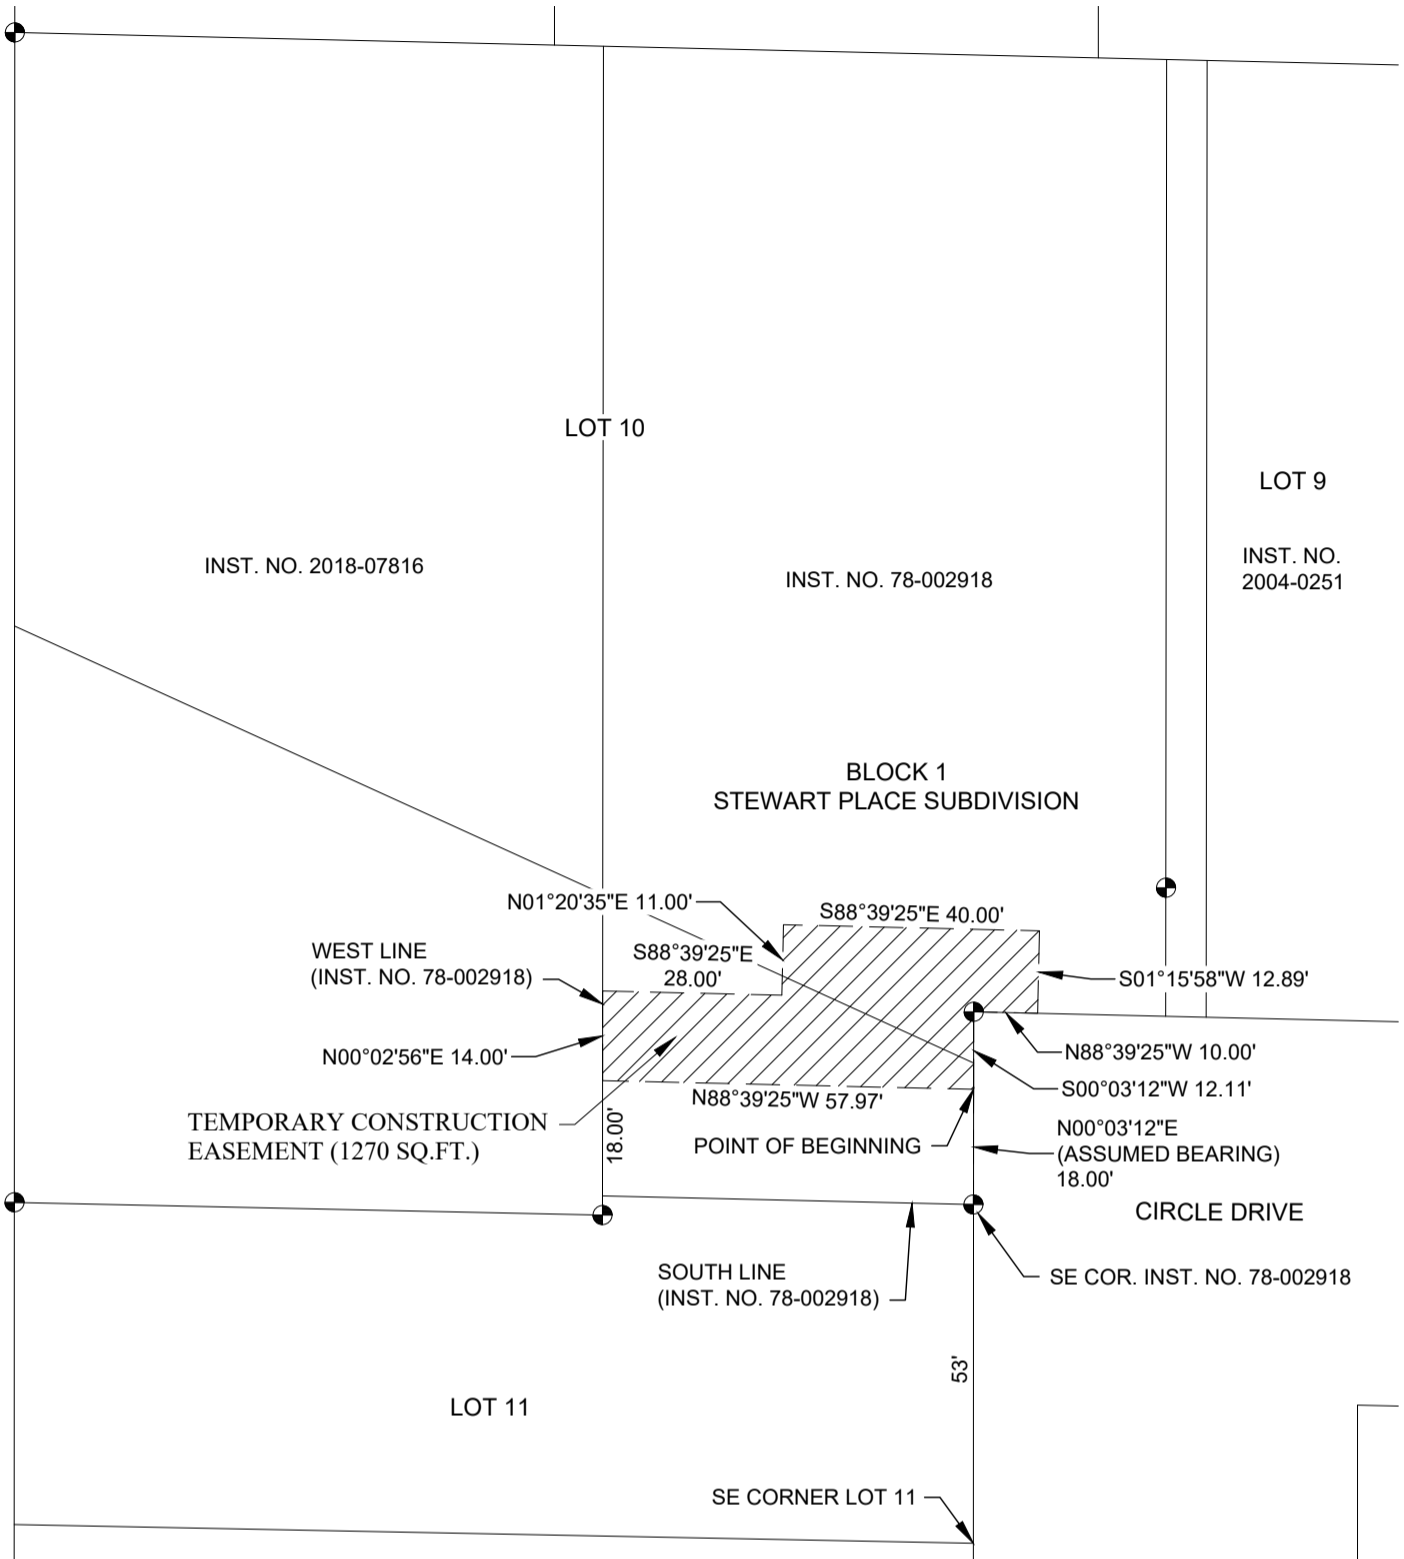 LOT 10
LOT 9
INST. NO. 2018-07816
INST. NO. 78-002918
INST. NO.
2004-0251
BLOCK 1
STEWART PLACE SUBDIVISION
N01°20'35"E 11.00'
S88°39'25"E 40.00'
WEST LINE
(INST. NO. 78-002918)
S88°39'25"E
28.00'
S01°15'58"W 12.89'
N00°02'56"E 14.00'
N88°39'25"W 10.00'
S00°03'12"W 12.11'
N88°39'25"W 57.97'
TEMPORARY CONSTRUCTION
EASEMENT (1270 SQ.FT.)
18.00'
POINT OF BEGINNING
N00°03'12"E
(ASSUMED BEARING)
18.00'
CIRCLE DRIVE
SOUTH LINE
(INST. NO. 78-002918)
SE COR. INST. NO. 78-002918
53'
LOT 11
SE CORNER LOT 11